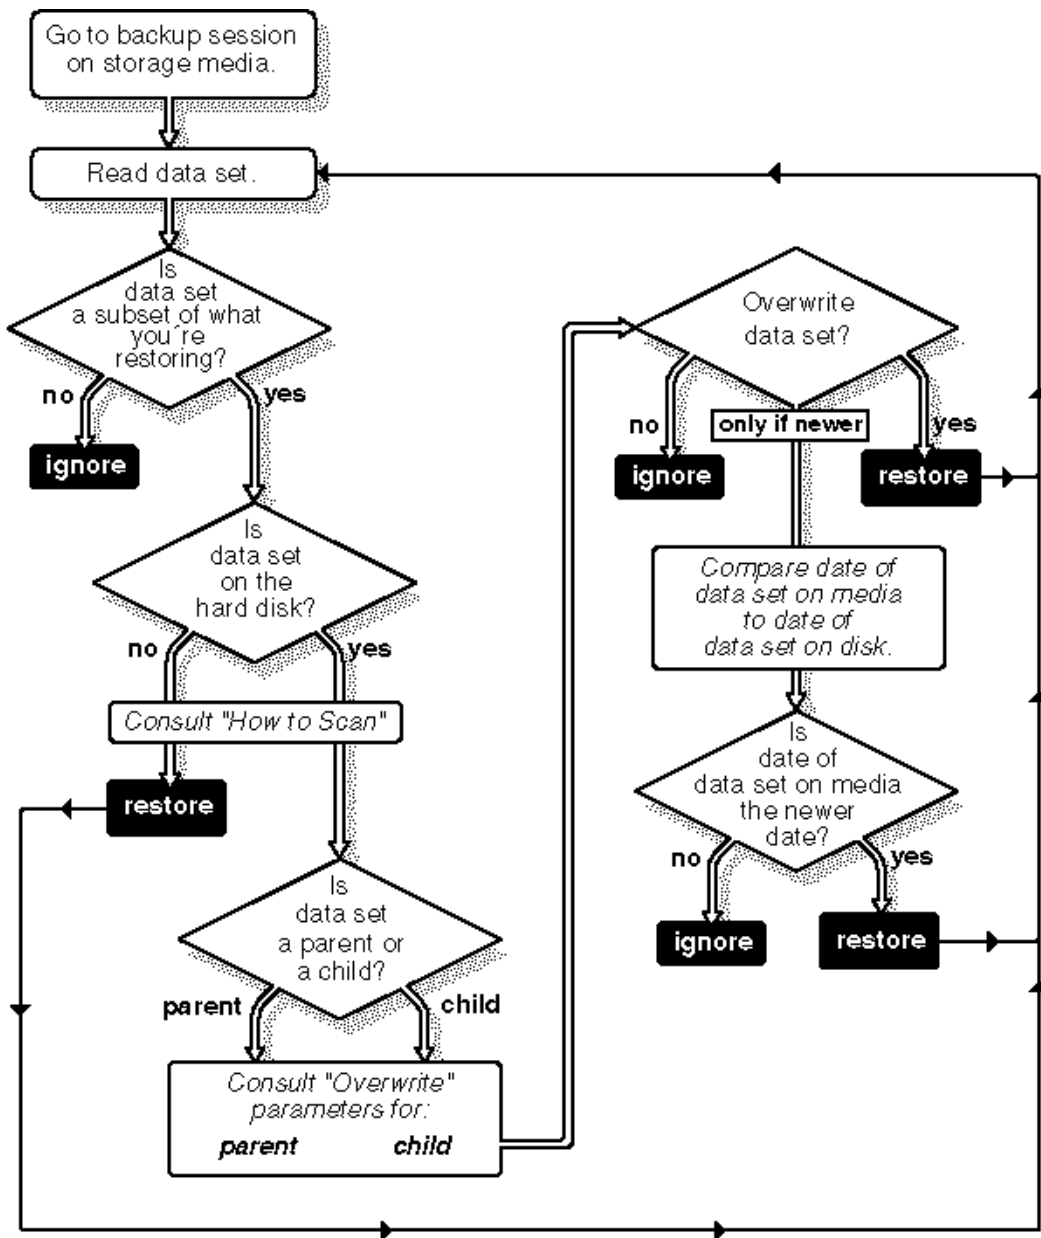 Go to backup session
on storage media.
Read data set.
Is
data set
a subset of what
you´re
restoring?
no
yes
ignore
Is
data set
on the
hard disk?
no
yes
Consult "How to Scan"
restore
Is
data set
a parent or
a child?
parent
child
Consult "Overwrite"
parameters for:
parent child
Overwrite
data set?
no
only if newer
yes
ignore
restore
Compare date of
data set on media
to date of
data set on disk.
Is
date of
data set on media
the newer
date?
no
yes
ignore
restore